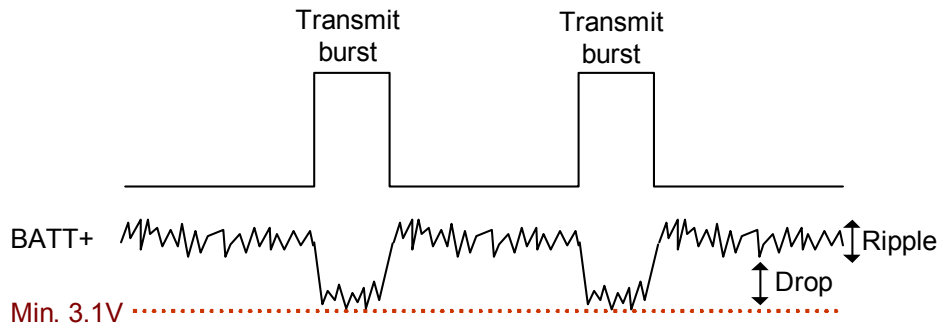 Transmit
burst
Transmit
burst
BATT+
Ripple
Drop
Min. 3.1V